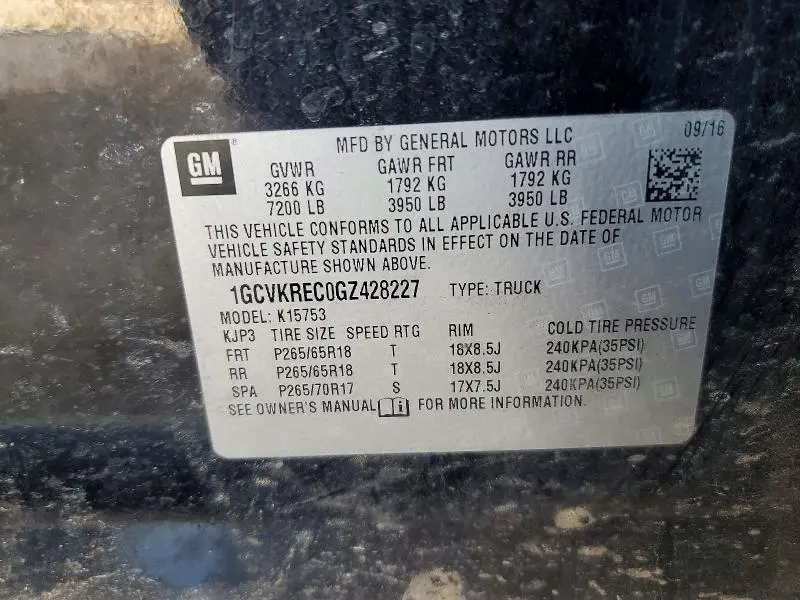 GM
MFD BY GENERAL MOTORS LLC 09/16
GVWR GAWR FRT GAWR RR
3266 KG 1792 KG 1792 KG
7200 LB 3950 LB 3950 LB
THIS VEHICLE CONFORMS TO ALL APPLICABLE U.S. FEDERAL MOTOR
VEHICLE SAFETY STANDARDS IN EFFECT ON THE DATE OF
MANUFACTURE SHOWN ABOVE.
1GCVKREC0GZ428227 TYPE: TRUCK
MODEL: K15753
KJP3 TIRE SIZE SPEED RTG RIM COLD TIRE PRESSURE
FRT P265/65R18 T 18X8.5J 240KPA(35PSI)
RR P265/65R18 T 18X8.5J 240KPA(35PSI)
SPA P265/70R17 S 17X7.5J 240KPA(35PSI)
SEE OWNER'S MANUAL i FOR MORE INFORMATION.